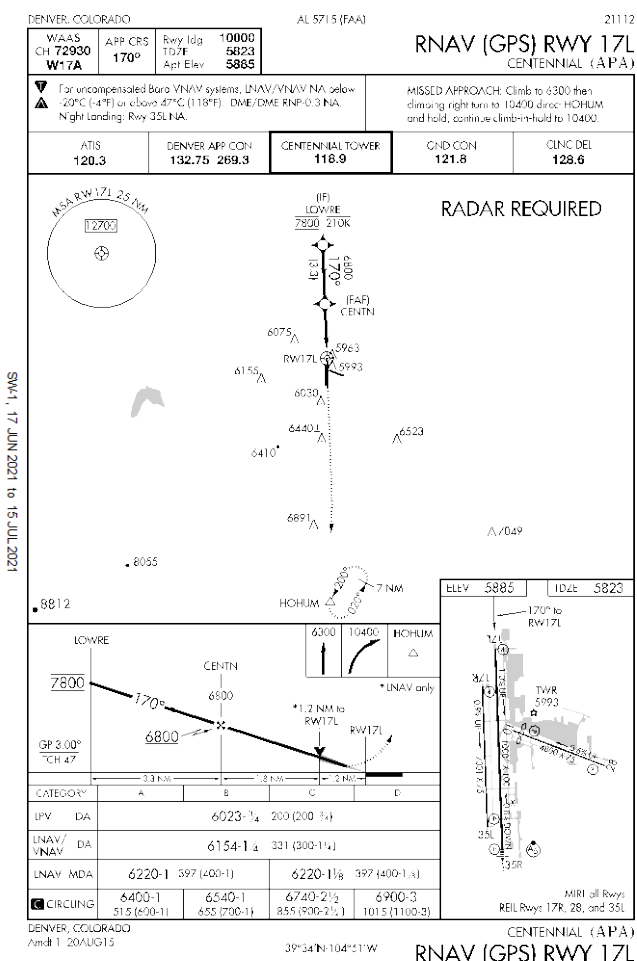 DENVER, COLORADO
AL 5715 (FAA)
21112
WAAS
CH 72930
W17A
APP CRS
170°
Rwy ldg 10000
TDZE 5823
Apt Elev 5885
RNAV (GPS) RWY 17L
CENTENNIAL (APA)
For uncompensated Baro VNAV systems, LNAV/VNAV NA below
-20°C (-4°F) or above 47°C (118°F). DME/DME RNP-0.3 NA.
Night Landing: Rwy 35L NA.
MISSED APPROACH: Climb to 6300 then
climbing right turn to 10400 direct HOHUM
and hold, continue climb-in-hold to 10400.
ATIS
120.3
DENVER APP CON
132.75 269.3
CENTENNIAL TOWER
118.9
GND CON
121.8
CLNC DEL
128.6
MSA RW17L 25 NM
12700
(IF)
LOWRE
7800 210K
RADAR REQUIRED
6800
170°
(3.3)
(FAF)
CENTN
6075
5963
RW17L
5993
6155
6030
6440
6523
6410
6891
7049
8055
8812
HOHUM
200°
020°
7 NM
SW-1, 17 JUN 2021 to 15 JUL 2021
ELEV 5885
TDZE 5823
170° to
RW17L
17L
17R
TWR
5993
4800 X 75
28
35L
35R
MIRL all Rwys
REIL Rwys 17R, 28, and 35L
6300
10400
HOHUM
LOWRE
7800
170°
CENTN
6800
6800
*LNAV only
*1.2 NM to
RW17L
RW17L
GP 3.00°
TCH 47
3.3 NM
1.8 NM
1.2 NM
CATEGORY A B C D
LPV DA 6023-¾ 200 (200-¾)
LNAV/
VNAV DA 6154-1¼ 331 (300-1¼)
LNAV MDA 6220-1 397 (400-1) 6220-1⅛ 397 (400-1⅛)
C CIRCLING
6400-1
515 (600-1)
6540-1
655 (700-1)
6740-2½
855 (900-2½)
6900-3
1015 (1100-3)
DENVER, COLORADO
Amdt 1 20AUG15
39°34'N-104°51'W
CENTENNIAL (APA)
RNAV (GPS) RWY 17L